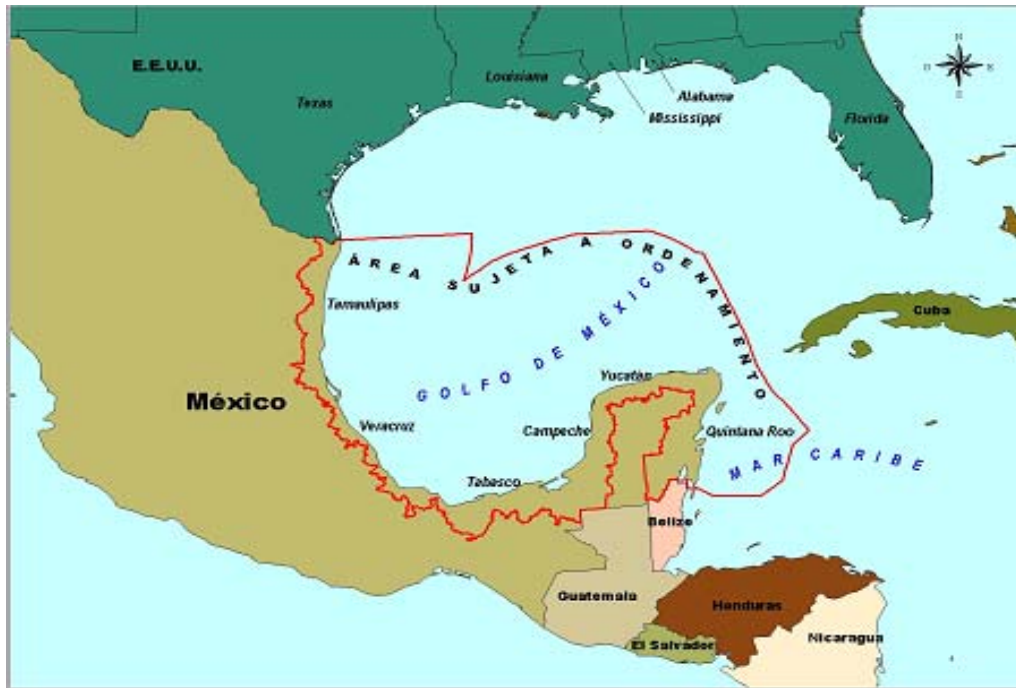 E.E.U.U.
Texas
Louisiana
Alabama
Mississippi
Florida
N
O
E
S
ÁREA SUJETA A ORDENAMIENTO
Tamaulipas
GOLFO DE MÉXICO
Cuba
México
Yucatán
Veracruz
Campeche
Quintana Roo
MAR CARIBE
Tabasco
Belize
Guatemala
Honduras
El Salvador
Nicaragua